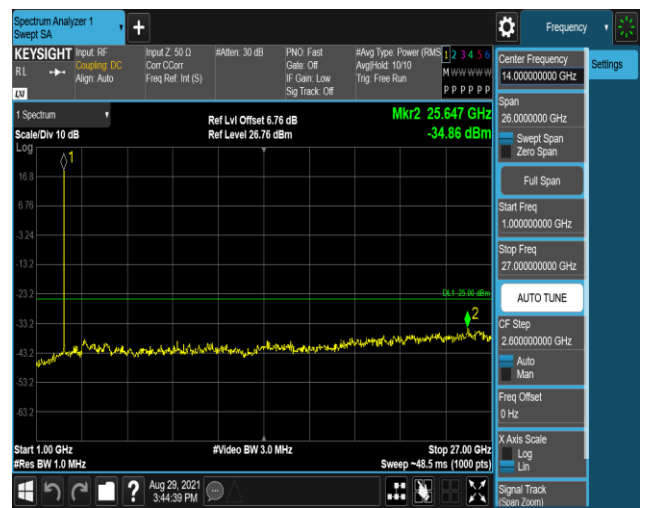 Spectrum Analyzer 1
Swept SA
+
Frequency
KEYSIGHT
Input: RF
Input Z: 50 Ω
#Atten: 30 dB
PNO: Fast
#Avg Type: Power (RMS
1 2 3 4 5 6
RL
Coupling: DC
Corr CCorr
Gate: Off
Avg|Hold: 10/10
M W W W W W
Align: Auto
Freq Ref: Int (S)
IF Gain: Low
Trig: Free Run
Sig Track: Off
P P P P P P
LXI
1 Spectrum
Ref Lvl Offset 6.76 dB
Mkr2 25.647 GHz
Scale/Div 10 dB
Ref Level 26.76 dBm
-34.86 dBm
Log
1
16.8
6.76
-3.24
-13.2
-23.2
DL1 -25.00 dBm
2
-33.2
-43.2
-53.2
-63.2
Start 1.00 GHz
#Video BW 3.0 MHz
Stop 27.00 GHz
#Res BW 1.0 MHz
Sweep ~48.5 ms (1000 pts)
Center Frequency
14.000000000 GHz
Settings
Span
26.0000000 GHz
Swept Span
Zero Span
Full Span
Start Freq
1.000000000 GHz
Stop Freq
27.000000000 GHz
AUTO TUNE
CF Step
2.600000000 GHz
Auto
Man
Freq Offset
0 Hz
X Axis Scale
Log
Lin
Signal Track
(Span Zoom)
?
Aug 29, 2021
3:44:39 PM